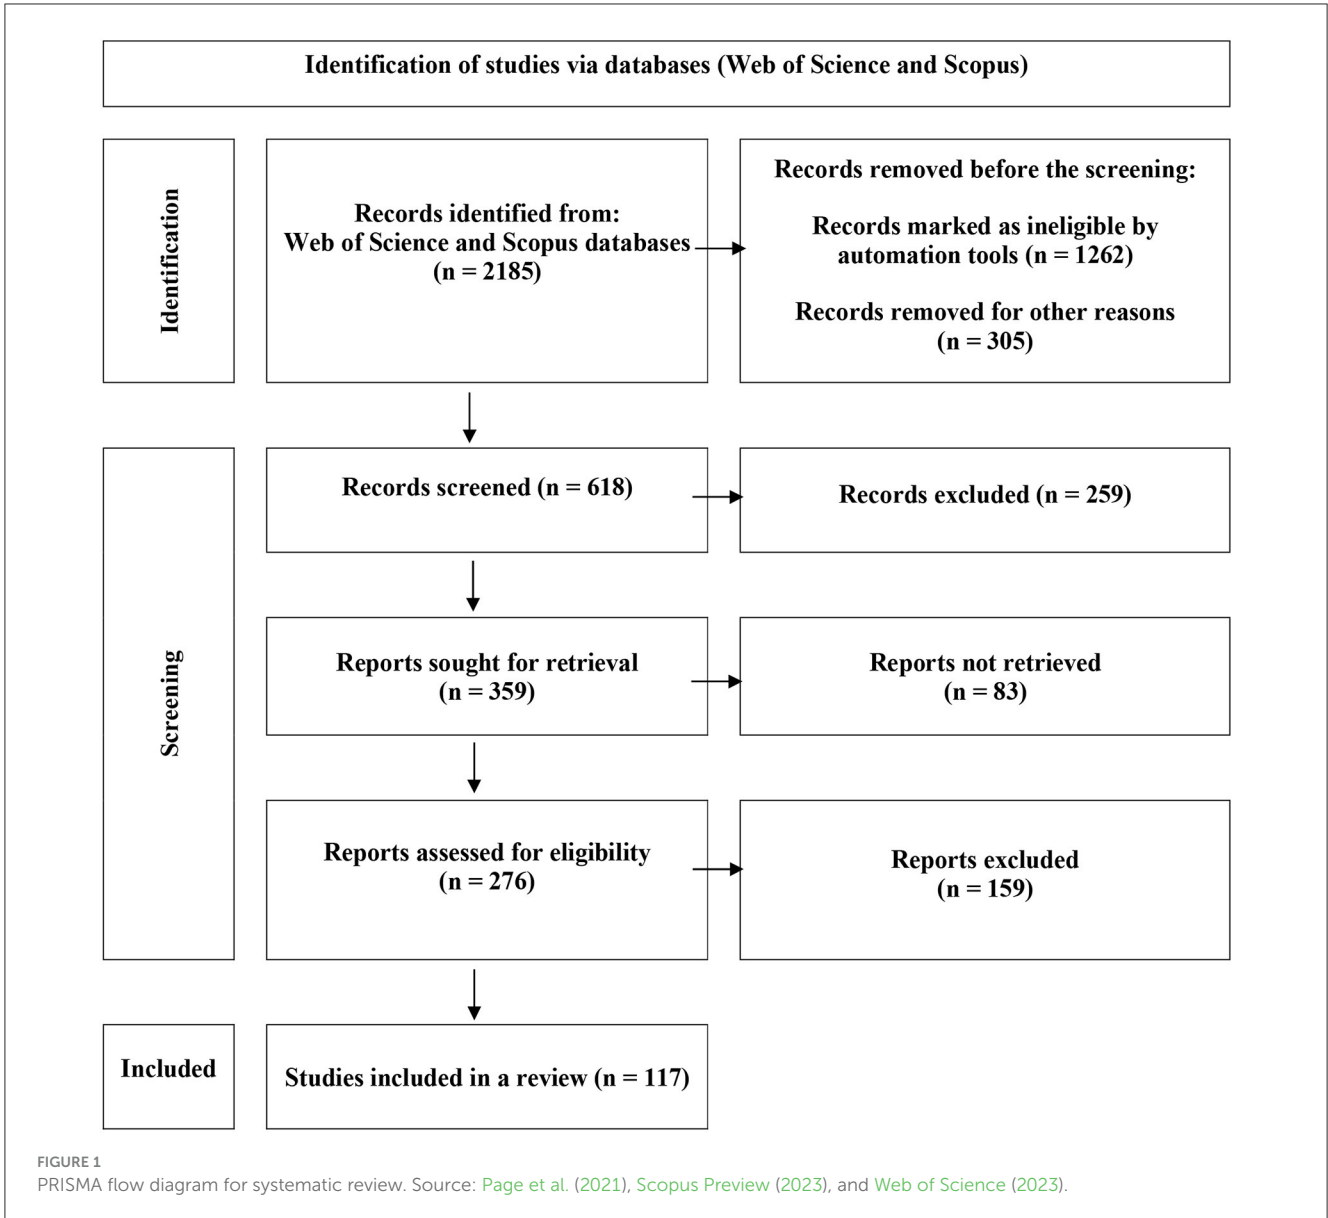 Identification of studies via databases (Web of Science and Scopus)
Identification
Records identified from:
Web of Science and Scopus databases
(n = 2185)
Records removed before the screening:
Records marked as ineligible by
automation tools (n = 1262)
Records removed for other reasons
(n = 305)
Screening
Records screened (n = 618)
Records excluded (n = 259)
Reports sought for retrieval
(n = 359)
Reports not retrieved
(n = 83)
Reports assessed for eligibility
(n = 276)
Reports excluded
(n = 159)
Included
Studies included in a review (n = 117)
FIGURE 1
PRISMA flow diagram for systematic review. Source: Page et al. (2021), Scopus Preview (2023), and Web of Science (2023).